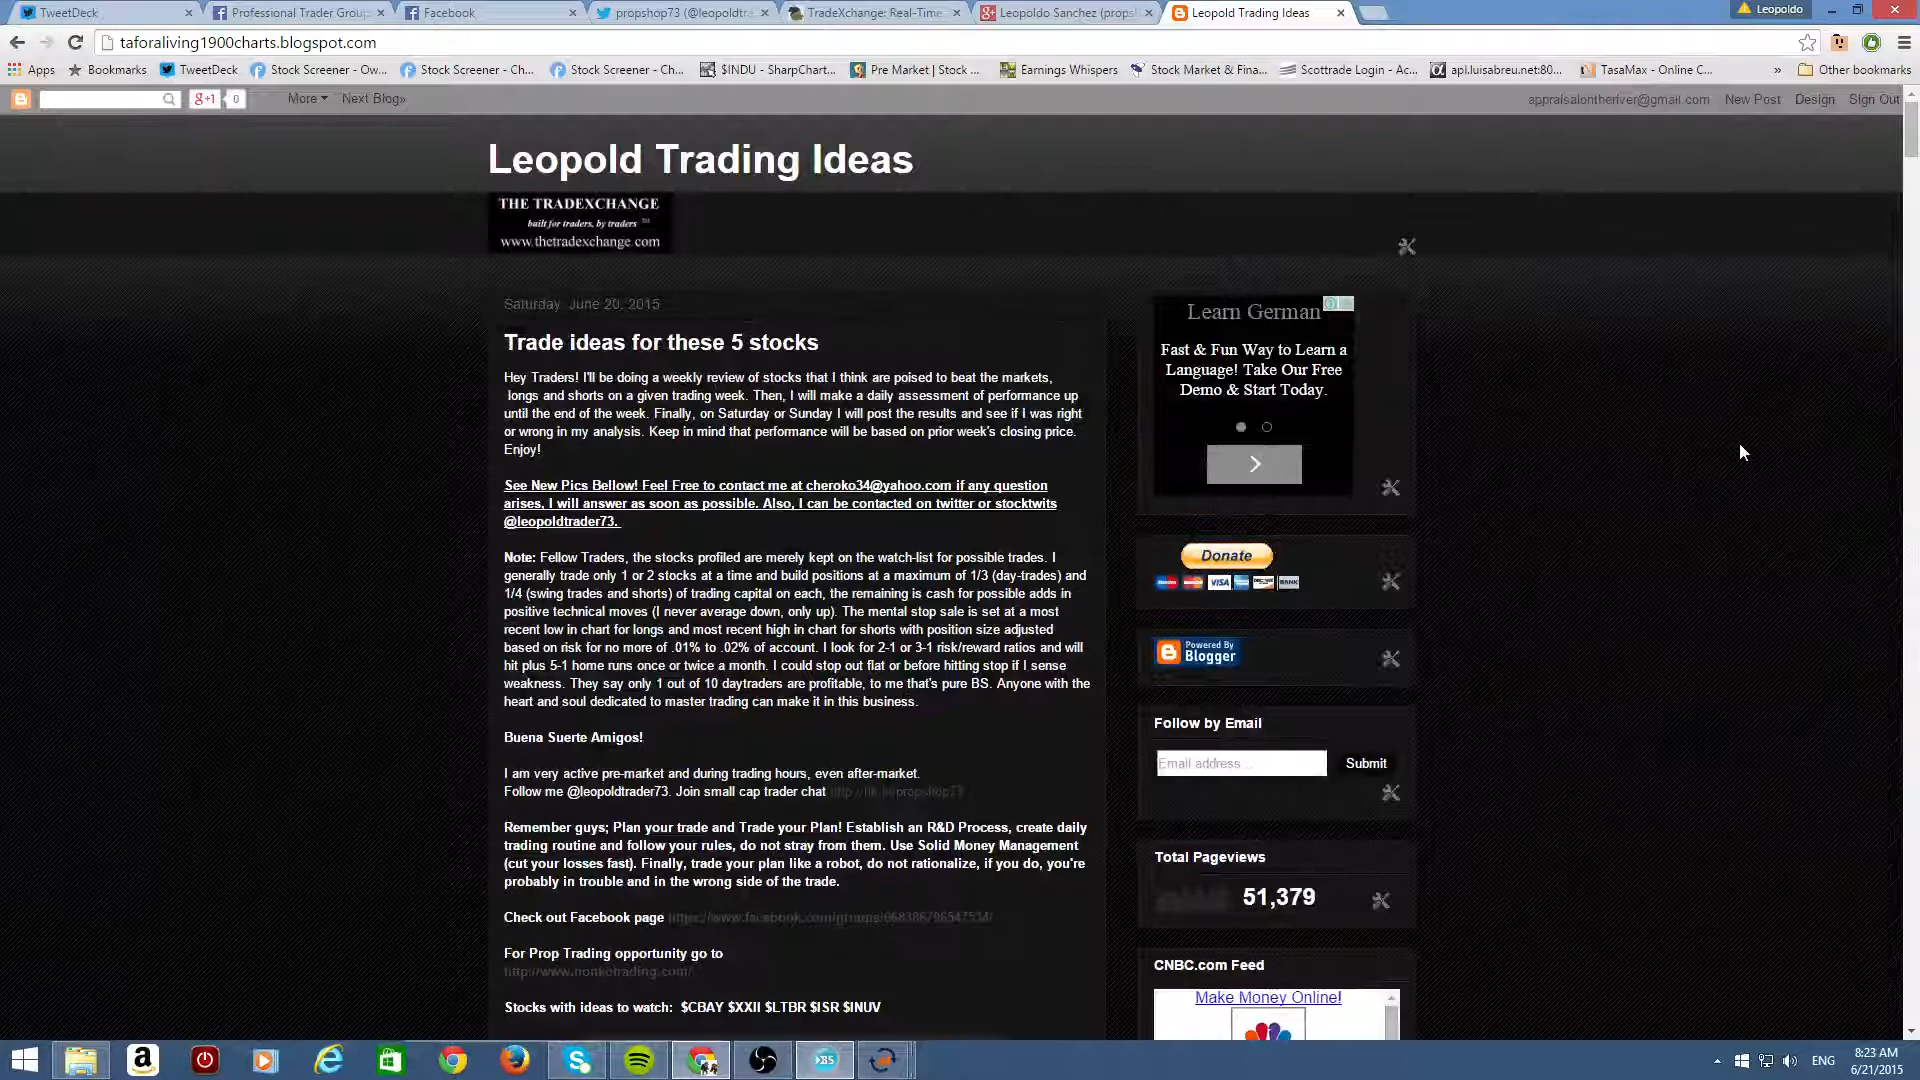 TweetDeck
Professional Trader Group
Facebook
propshop73 (@leopoldtra
TradeXchange: Real-Time
Leopoldo Sanchez (props
Leopold Trading Ideas
Leopoldo
taforaliving1900charts.blogspot.com
Apps
Bookmarks
TweetDeck
Stock Screener - Ow...
Stock Screener - Ch...
Stock Screener - Ch...
$INDU - SharpChart...
Pre Market | Stock ...
Earnings Whispers
Stock Market & Fina...
Scottrade Login - Ac...
apl.luisabreu.net:80...
TasaMax - Online C...
»
Other bookmarks
g+1
0
More
Next Blog»
appraisalontheriver@gmail.com
New Post
Design
Sign Out
Leopold Trading Ideas
THE TRADEXCHANGE
built for traders, by traders
www.thetradexchange.com
Saturday, June 20, 2015
Trade ideas for these 5 stocks
Hey Traders! I'll be doing a weekly review of stocks that I think are poised to beat the markets,
longs and shorts on a given trading week. Then, I will make a daily assessment of performance up
until the end of the week. Finally, on Saturday or Sunday I will post the results and see if I was right
or wrong in my analysis. Keep in mind that performance will be based on prior week's closing price.
Enjoy!
See New Pics Bellow! Feel Free to contact me at cheroko34@yahoo.com if any question
arises, I will answer as soon as possible. Also, I can be contacted on twitter or stocktwits
@leopoldtrader73.
Note: Fellow Traders, the stocks profiled are merely kept on the watch-list for possible trades. I
generally trade only 1 or 2 stocks at a time and build positions at a maximum of 1/3 (day-trades) and
1/4 (swing trades and shorts) of trading capital on each, the remaining is cash for possible adds in
positive technical moves (I never average down, only up). The mental stop sale is set at a most
recent low in chart for longs and most recent high in chart for shorts with position size adjusted
based on risk for no more of .01% to .02% of account. I look for 2-1 or 3-1 risk/reward ratios and will
hit plus 5-1 home runs once or twice a month. I could stop out flat or before hitting stop if I sense
weakness. They say only 1 out of 10 daytraders are profitable, to me that's pure BS. Anyone with the
heart and soul dedicated to master trading can make it in this business.
Buena Suerte Amigos!
I am very active pre-market and during trading hours, even after-market.
Follow me @leopoldtrader73. Join small cap trader chat
Remember guys; Plan your trade and Trade your Plan! Establish an R&D Process, create daily
trading routine and follow your rules, do not stray from them. Use Solid Money Management
(cut your losses fast). Finally, trade your plan like a robot, do not rationalize, if you do, you're
probably in trouble and in the wrong side of the trade.
Check out Facebook page
For Prop Trading opportunity go to
Stocks with ideas to watch: $CBAY $XXII $LTBR $ISR $INUV
Learn German
Fast & Fun Way to Learn a
Language! Take Our Free
Demo & Start Today.
Donate
VISA
BANK
Powered By
Blogger
Follow by Email
Email address...
Submit
Total Pageviews
51,379
CNBC.com Feed
Make Money Online!
BS
ENG
8:23 AM
6/21/2015